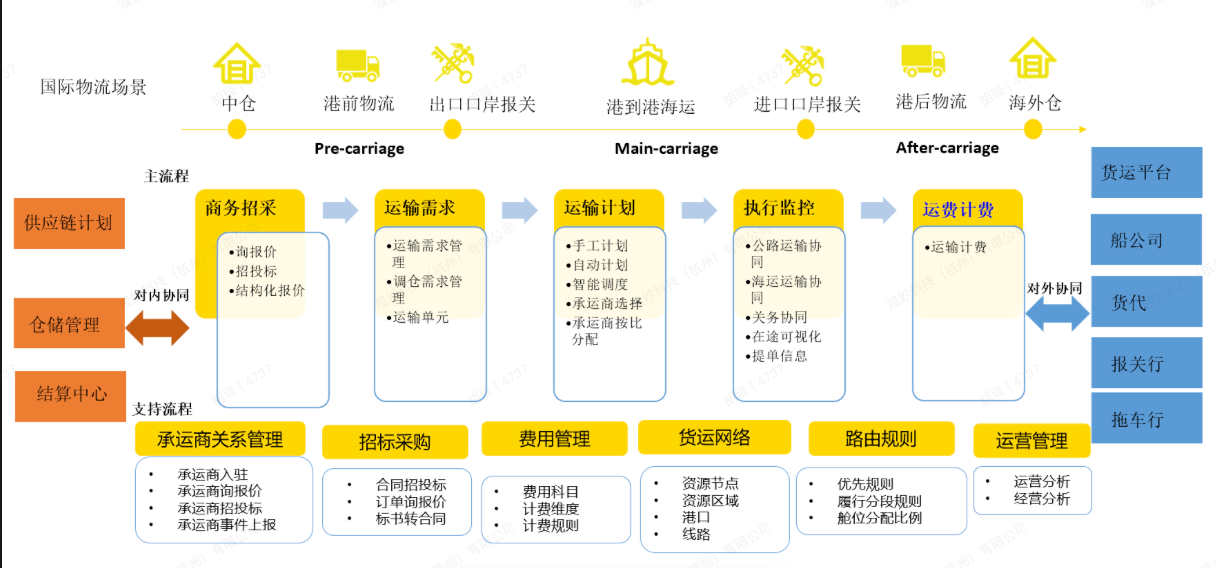 国际物流场景
中仓
港前物流
出口口岸报关
港到港海运
进口口岸报关
港后物流
海外仓
Pre-carriage
Main-carriage
After-carriage
主流程
供应链计划
仓储管理
结算中心
对内协同
商务招采
•询报价
•招投标
•结构化报价
运输需求
•运输需求管
理
•调仓需求管
理
•运输单元
运输计划
•手工计划
•自动计划
•智能调度
•承运商选择
•承运商按比
分配
执行监控
•公路运输协
同
•海运运输协
同
•关务协同
•在途可视化
•提单信息
运费计费
•运输计费
对外协同
货运平台
船公司
货代
报关行
拖车行
支持流程
承运商关系管理
• 承运商入驻
• 承运商询报价
• 承运商招投标
• 承运商事件上报
招标采购
• 合同招投标
• 订单询报价
• 标书转合同
费用管理
• 费用科目
• 计费维度
• 计费规则
货运网络
• 资源节点
• 资源区域
• 港口
• 线路
路由规则
• 优先规则
• 履行分段规则
• 舱位分配比例
运营管理
• 运营分析
• 经营分析